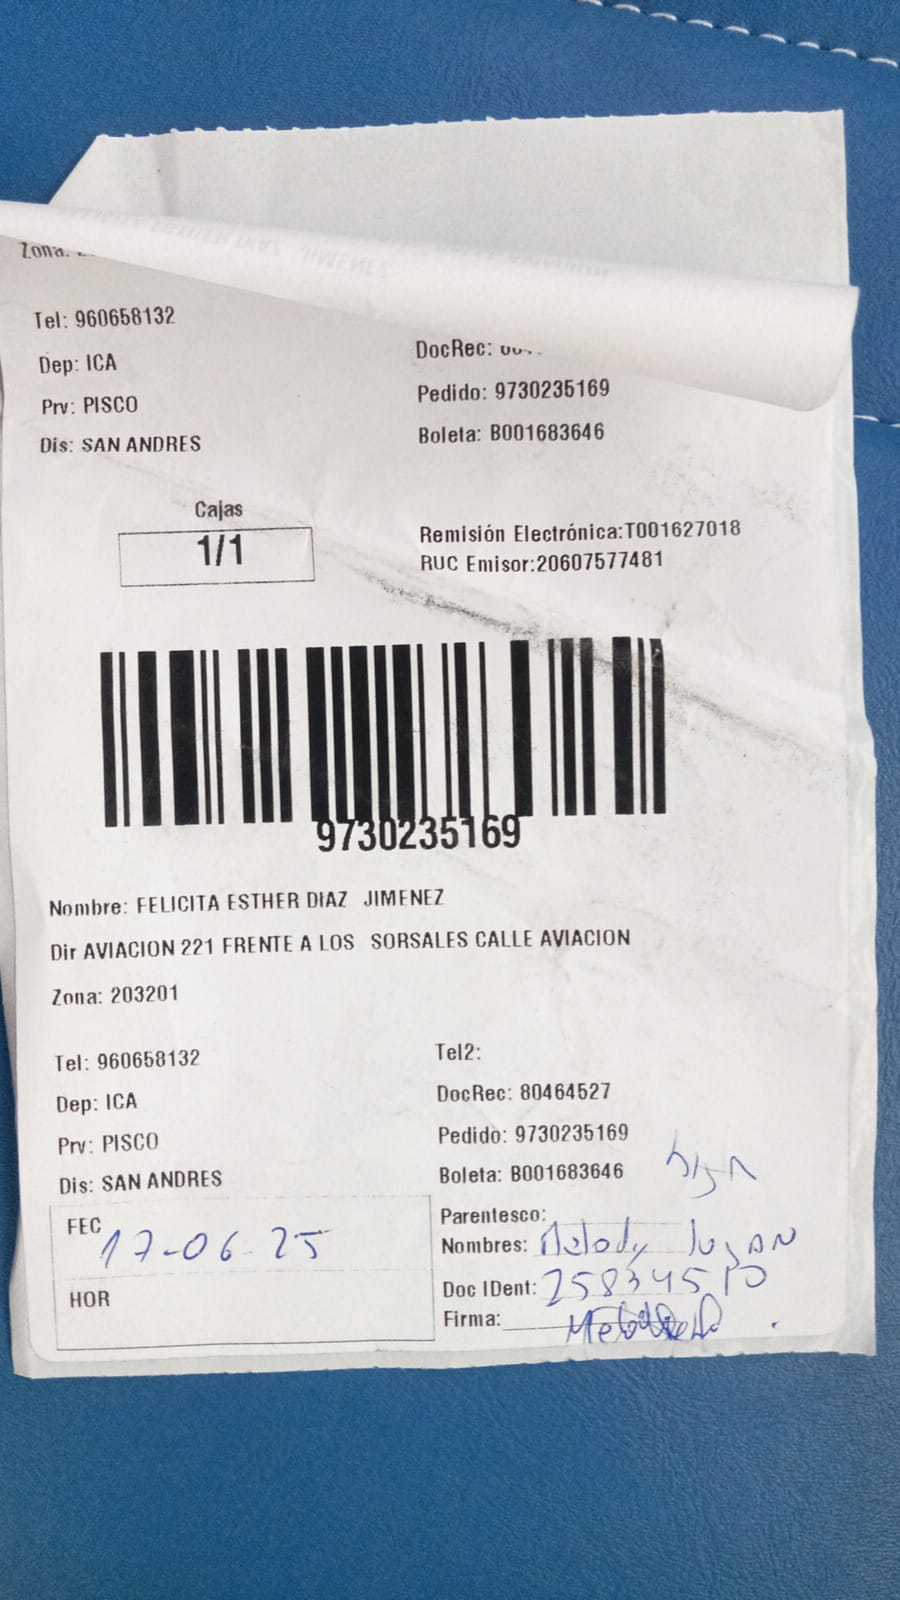 Zona:
Tel: 960658132
Dep: ICA
Prv: PISCO
Dis: SAN ANDRES
DocRec:
Pedido: 9730235169
Boleta: B001683646
Cajas
1/1
Remisión Electrónica:T001627018
RUC Emisor:20607577481
9730235169
Nombre: FELICITA ESTHER DIAZ JIMENEZ
Dir AVIACION 221 FRENTE A LOS SORSALES CALLE AVIACION
Zona: 203201
Tel: 960658132
Dep: ICA
Prv: PISCO
Dis: SAN ANDRES
Tel2:
DocRec: 80464527
Pedido: 9730235169
Boleta: B001683646
FEC 17-06-25
HOR
Parentesco:
Nombres: Melody
Doc IDent:
Firma: